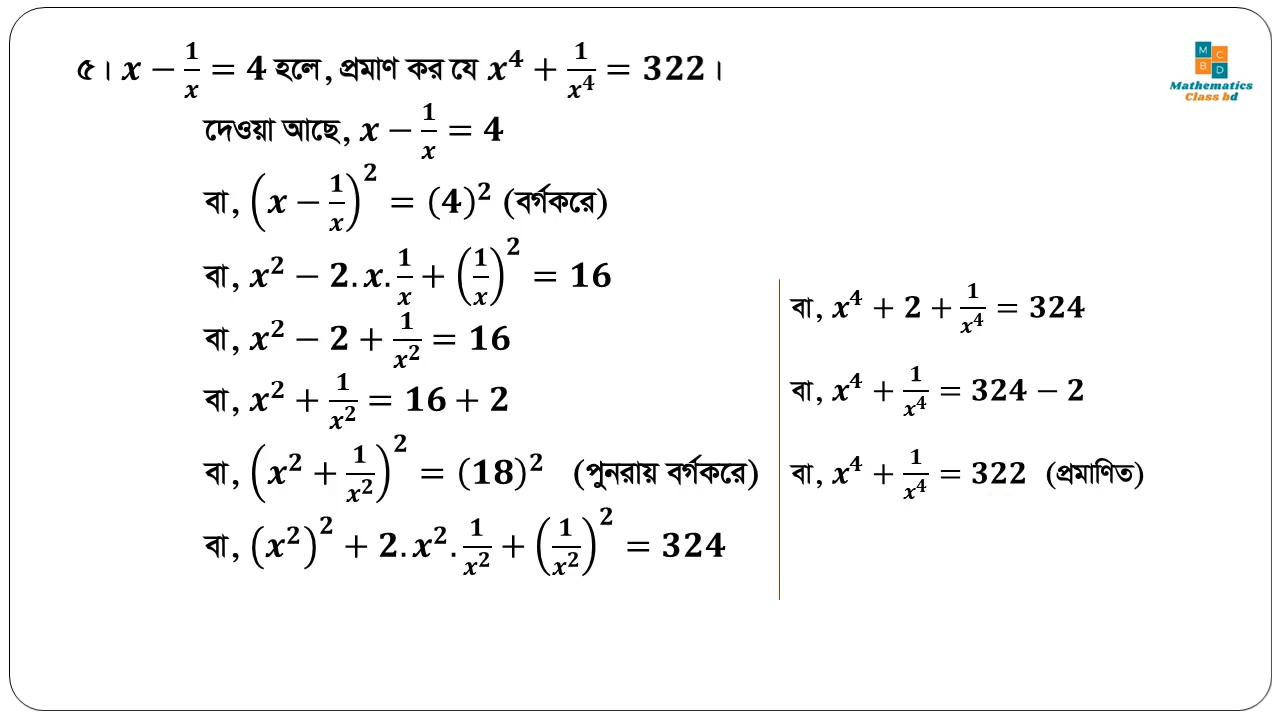 ৫। x − 1/x = 4 হলে, প্রমাণ কর যে x⁴ + 1/x⁴ = 322।
দেওয়া আছে, x − 1/x = 4
বা, (x − 1/x)² = (4)² (বর্গকরে)
বা, x² − 2.x.1/x + (1/x)² = 16
বা, x² − 2 + 1/x² = 16
বা, x² + 1/x² = 16 + 2
বা, (x² + 1/x²)² = (18)² (পুনরায় বর্গকরে)
বা, (x²)² + 2.x².1/x² + (1/x²)² = 324
বা, x⁴ + 2 + 1/x⁴ = 324
বা, x⁴ + 1/x⁴ = 324 − 2
বা, x⁴ + 1/x⁴ = 322 (প্রমাণিত)
M C
B D
Mathematics
Class bd